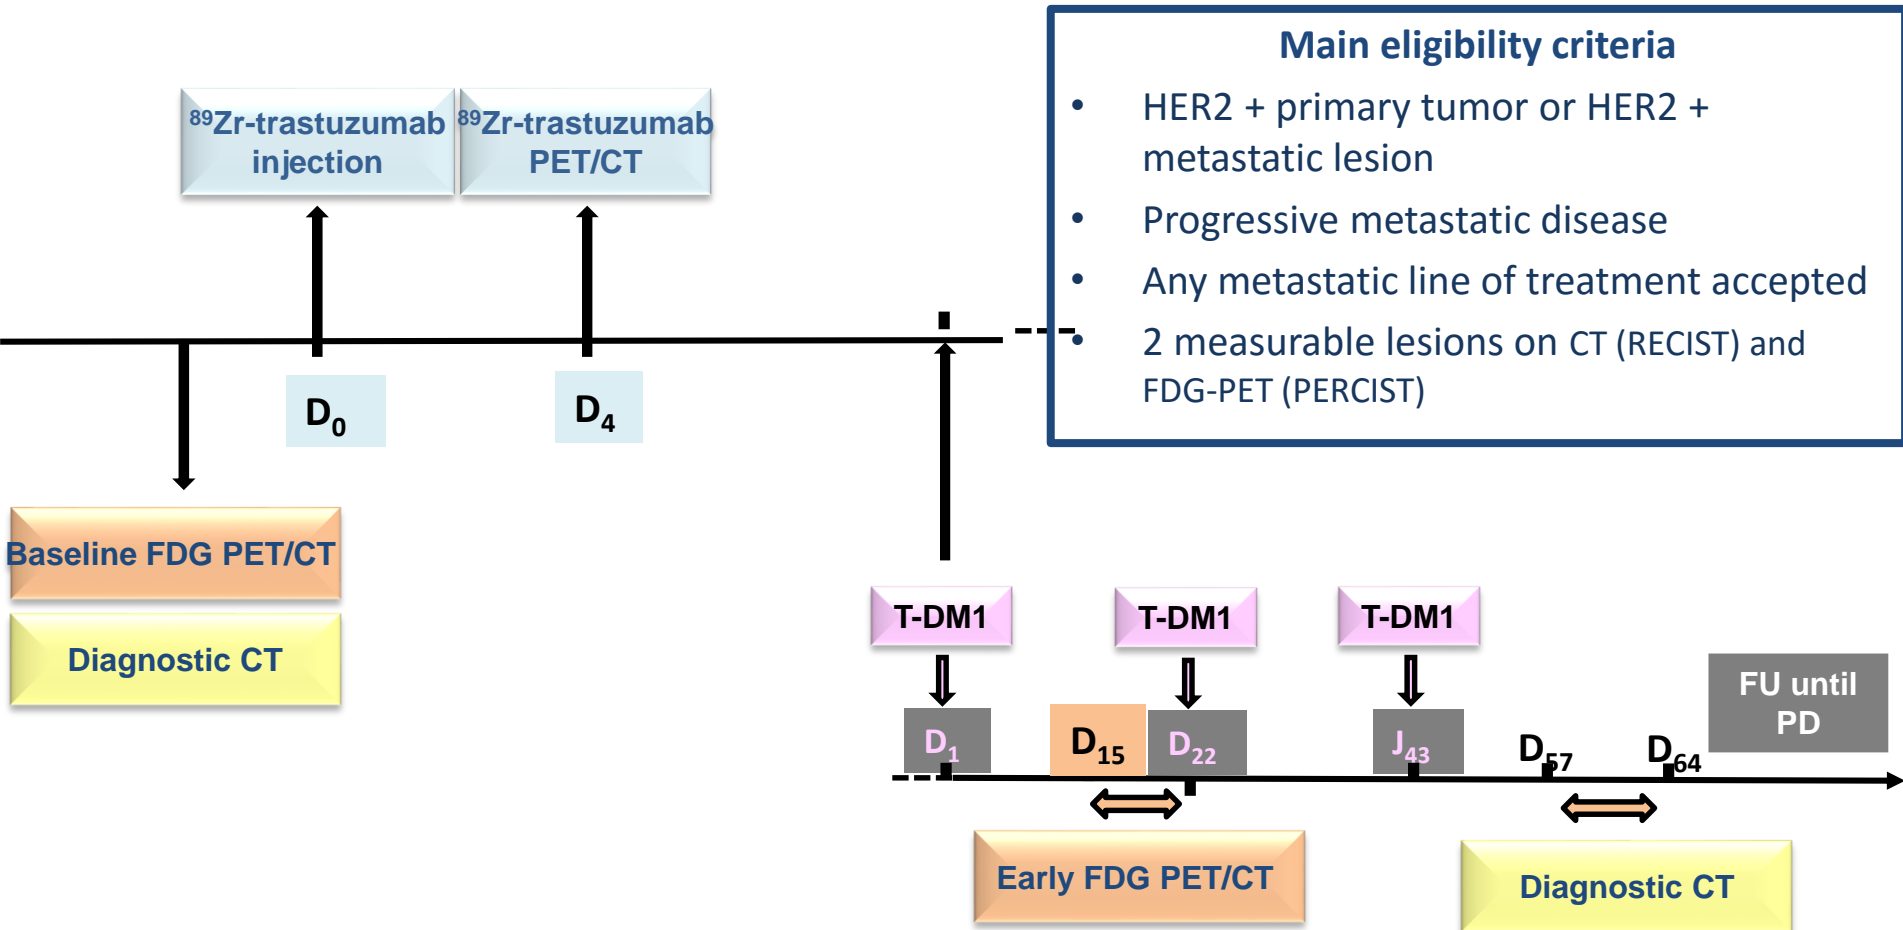 Main eligibility criteria
• HER2 + primary tumor or HER2 +
metastatic lesion
• Progressive metastatic disease
• Any metastatic line of treatment accepted
• 2 measurable lesions on CT (RECIST) and
FDG-PET (PERCIST)
⁸⁹Zr-trastuzumab
injection
⁸⁹Zr-trastuzumab
PET/CT
D₀
D₄
Baseline FDG PET/CT
Diagnostic CT
T-DM1
T-DM1
T-DM1
D₁
D₁₅
D₂₂
J₄₃
D₅₇
D₆₄
FU until
PD
Early FDG PET/CT
Diagnostic CT